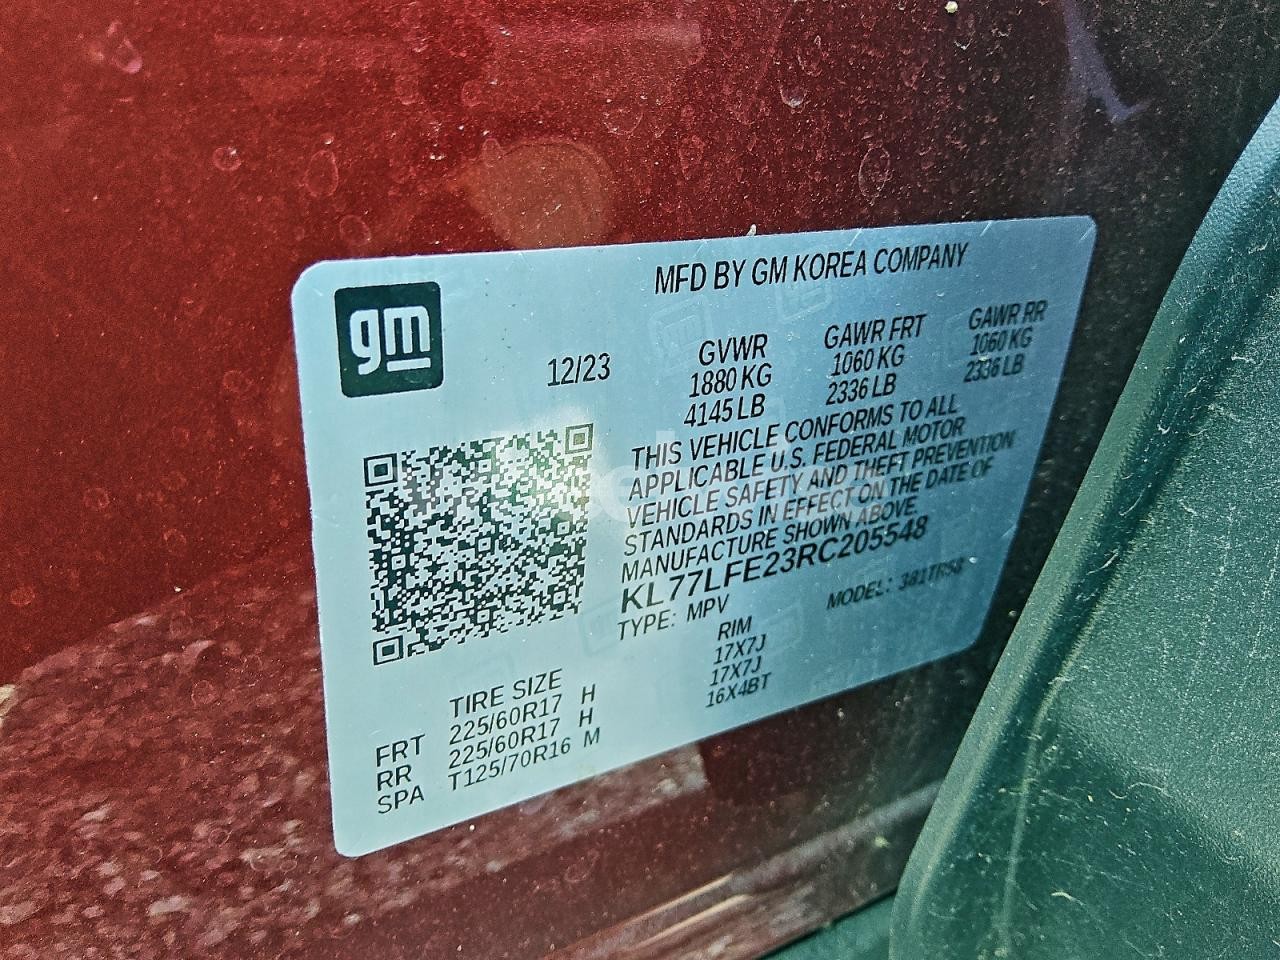 gm
MFD BY GM KOREA COMPANY
12/23
GVWR GAWR FRT GAWR RR
1880 KG 1060 KG 1060 KG
4145 LB 2336 LB 2336 LB
THIS VEHICLE CONFORMS TO ALL
APPLICABLE U.S. FEDERAL MOTOR
VEHICLE SAFETY AND THEFT PREVENTION
STANDARDS IN EFFECT ON THE DATE OF
MANUFACTURE SHOWN ABOVE
KL77LFE23RC205548
TYPE: MPV MODEL:
TIRE SIZE RIM
FRT 225/60R17 H 17X7J
RR 225/60R17 H 17X7J
SPA T125/70R16 M 16X4BT